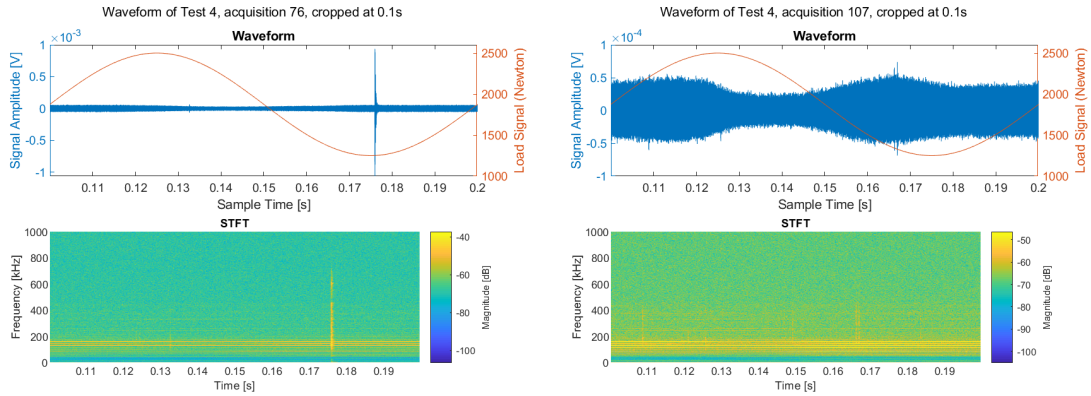 Waveform of Test 4, acquisition 76, cropped at 0.1s
Waveform
1 ×10⁻³
0.5
0
-0.5
-1
Signal Amplitude [V]
2500
2000
1500
1000
Load Signal (Newton)
0.11 0.12 0.13 0.14 0.15 0.16 0.17 0.18 0.19 0.2
Sample Time [s]
STFT
1000
800
600
400
200
0
Frequency [kHz]
-40
-60
-80
-100
Magnitude [dB]
0.11 0.12 0.13 0.14 0.15 0.16 0.17 0.18 0.19
Time [s]
Waveform of Test 4, acquisition 107, cropped at 0.1s
Waveform
1 ×10⁻⁴
0.5
0
-0.5
-1
Signal Amplitude [V]
2500
2000
1500
1000
Load Signal (Newton)
0.11 0.12 0.13 0.14 0.15 0.16 0.17 0.18 0.19 0.2
Sample Time [s]
STFT
1000
800
600
400
200
0
Frequency [kHz]
-50
-60
-70
-80
-90
-100
Magnitude [dB]
0.11 0.12 0.13 0.14 0.15 0.16 0.17 0.18 0.19
Time [s]